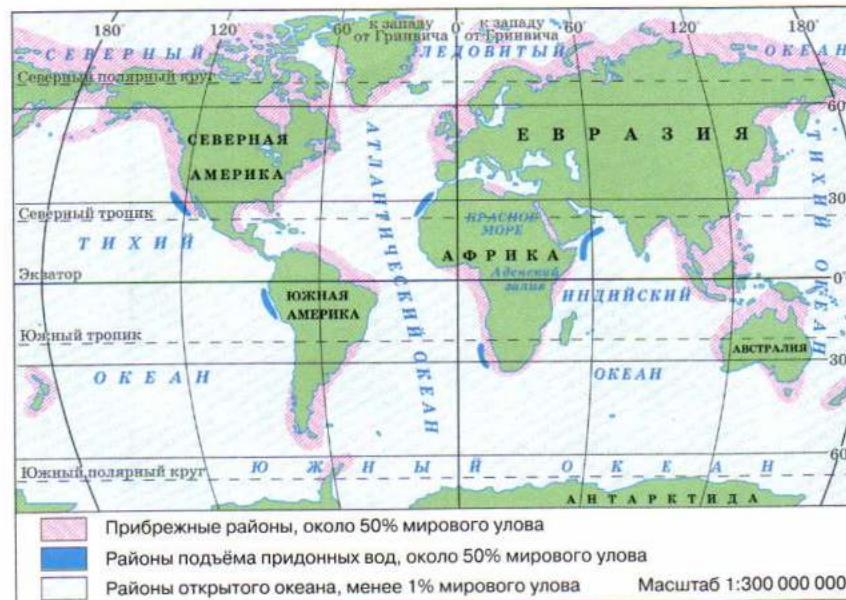 180° 120° 60° к западу от Гринвича 0° к западу от Гринвича 60° 120° 180°
СЕВЕРНЫЙ ЛЕДОВИТЫЙ ОКЕАН
Северный полярный круг
60°
СЕВЕРНАЯ
АМЕРИКА
ЕВРАЗИЯ
АТЛАНТИЧЕСКИЙ ОКЕАН
ТИХИЙ ОКЕАН
30
Северный тропик
КРАСНОЕ
МОРЕ
ТИХИЙ
АФРИКА
Аденский
залив
Экватор
0°
ЮЖНАЯ
АМЕРИКА
ИНДИЙСКИЙ
Южный тропик
АВСТРАЛИЯ
30
ОКЕАН
ОКЕАН
60
Южный полярный круг
ЮЖНЫЙ ОКЕАН
АНТАРКТИДА
Прибрежные районы, около 50% мирового улова
Районы подъёма придонных вод, около 50% мирового улова
Районы открытого океана, менее 1% мирового улова Масштаб 1:300 000 000